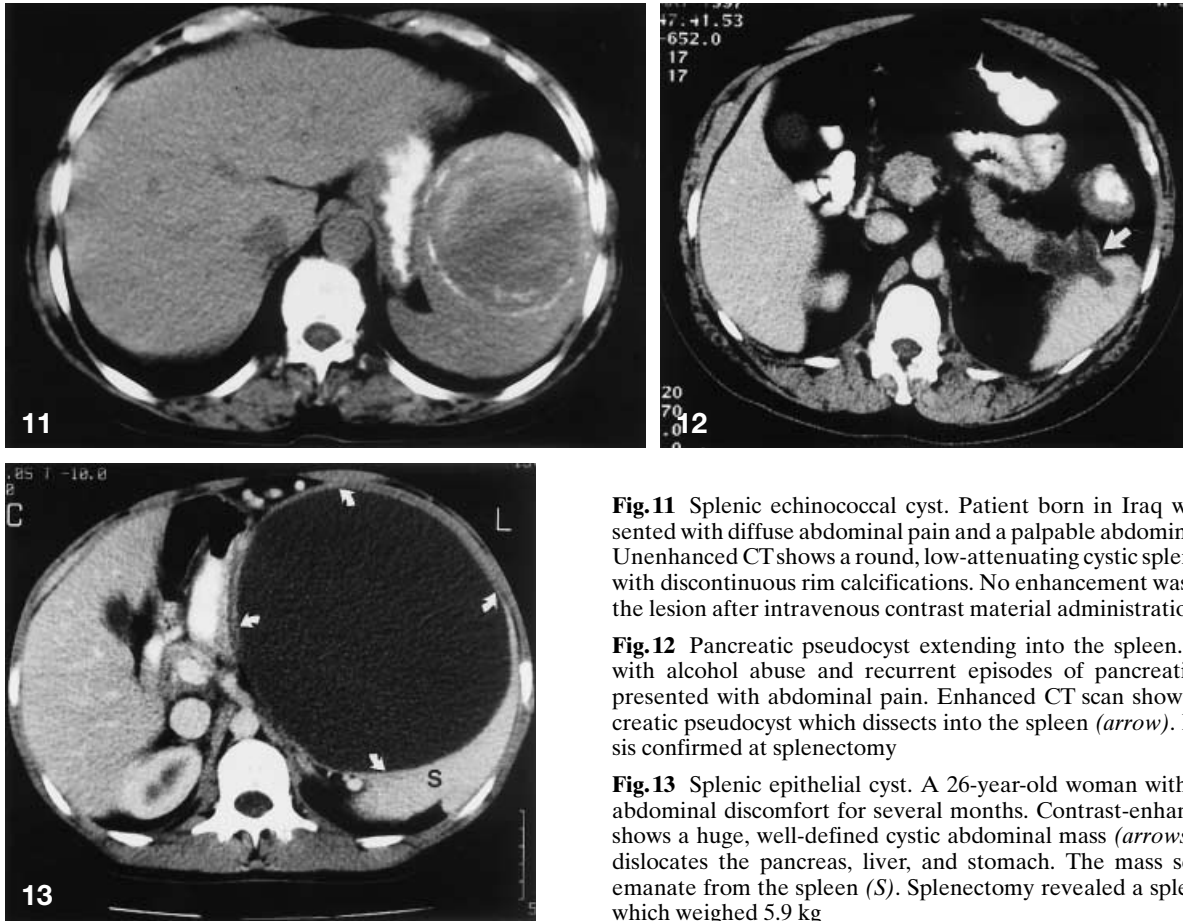 7:41.53
-652.0
17
17
20
70
.0
11
12
.05 T -10.0
0
C
L
S
13
Fig. 11 Splenic echinococcal cyst. Patient born in Iraq w
sented with diffuse abdominal pain and a palpable abdomin
Unenhanced CT shows a round, low-attenuating cystic splen
with discontinuous rim calcifications. No enhancement was
the lesion after intravenous contrast material administratio
Fig. 12 Pancreatic pseudocyst extending into the spleen.
with alcohol abuse and recurrent episodes of pancreati
presented with abdominal pain. Enhanced CT scan show
creatic pseudocyst which dissects into the spleen (arrow).
sis confirmed at splenectomy
Fig. 13 Splenic epithelial cyst. A 26-year-old woman with
abdominal discomfort for several months. Contrast-enhan
shows a huge, well-defined cystic abdominal mass (arrows
dislocates the pancreas, liver, and stomach. The mass s
emanate from the spleen (S). Splenectomy revealed a sple
which weighed 5.9 kg